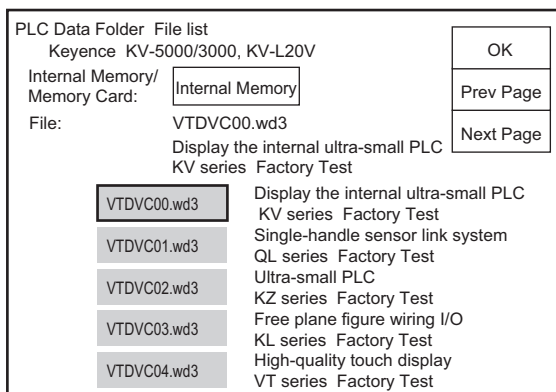 PLC Data Folder  File list
Keyence  KV-5000/3000, KV-L20V
OK
Internal Memory/
Memory Card:
Internal Memory
Prev Page
File:
VTDVC00.wd3
Next Page
Display the internal ultra-small PLC
KV series  Factory Test
VTDVC00.wd3
Display the internal ultra-small PLC
KV series  Factory Test
VTDVC01.wd3
Single-handle sensor link system
QL series  Factory Test
VTDVC02.wd3
Ultra-small PLC
KZ series  Factory Test
VTDVC03.wd3
Free plane figure wiring I/O
KL series  Factory Test
VTDVC04.wd3
High-quality touch display
VT series  Factory Test